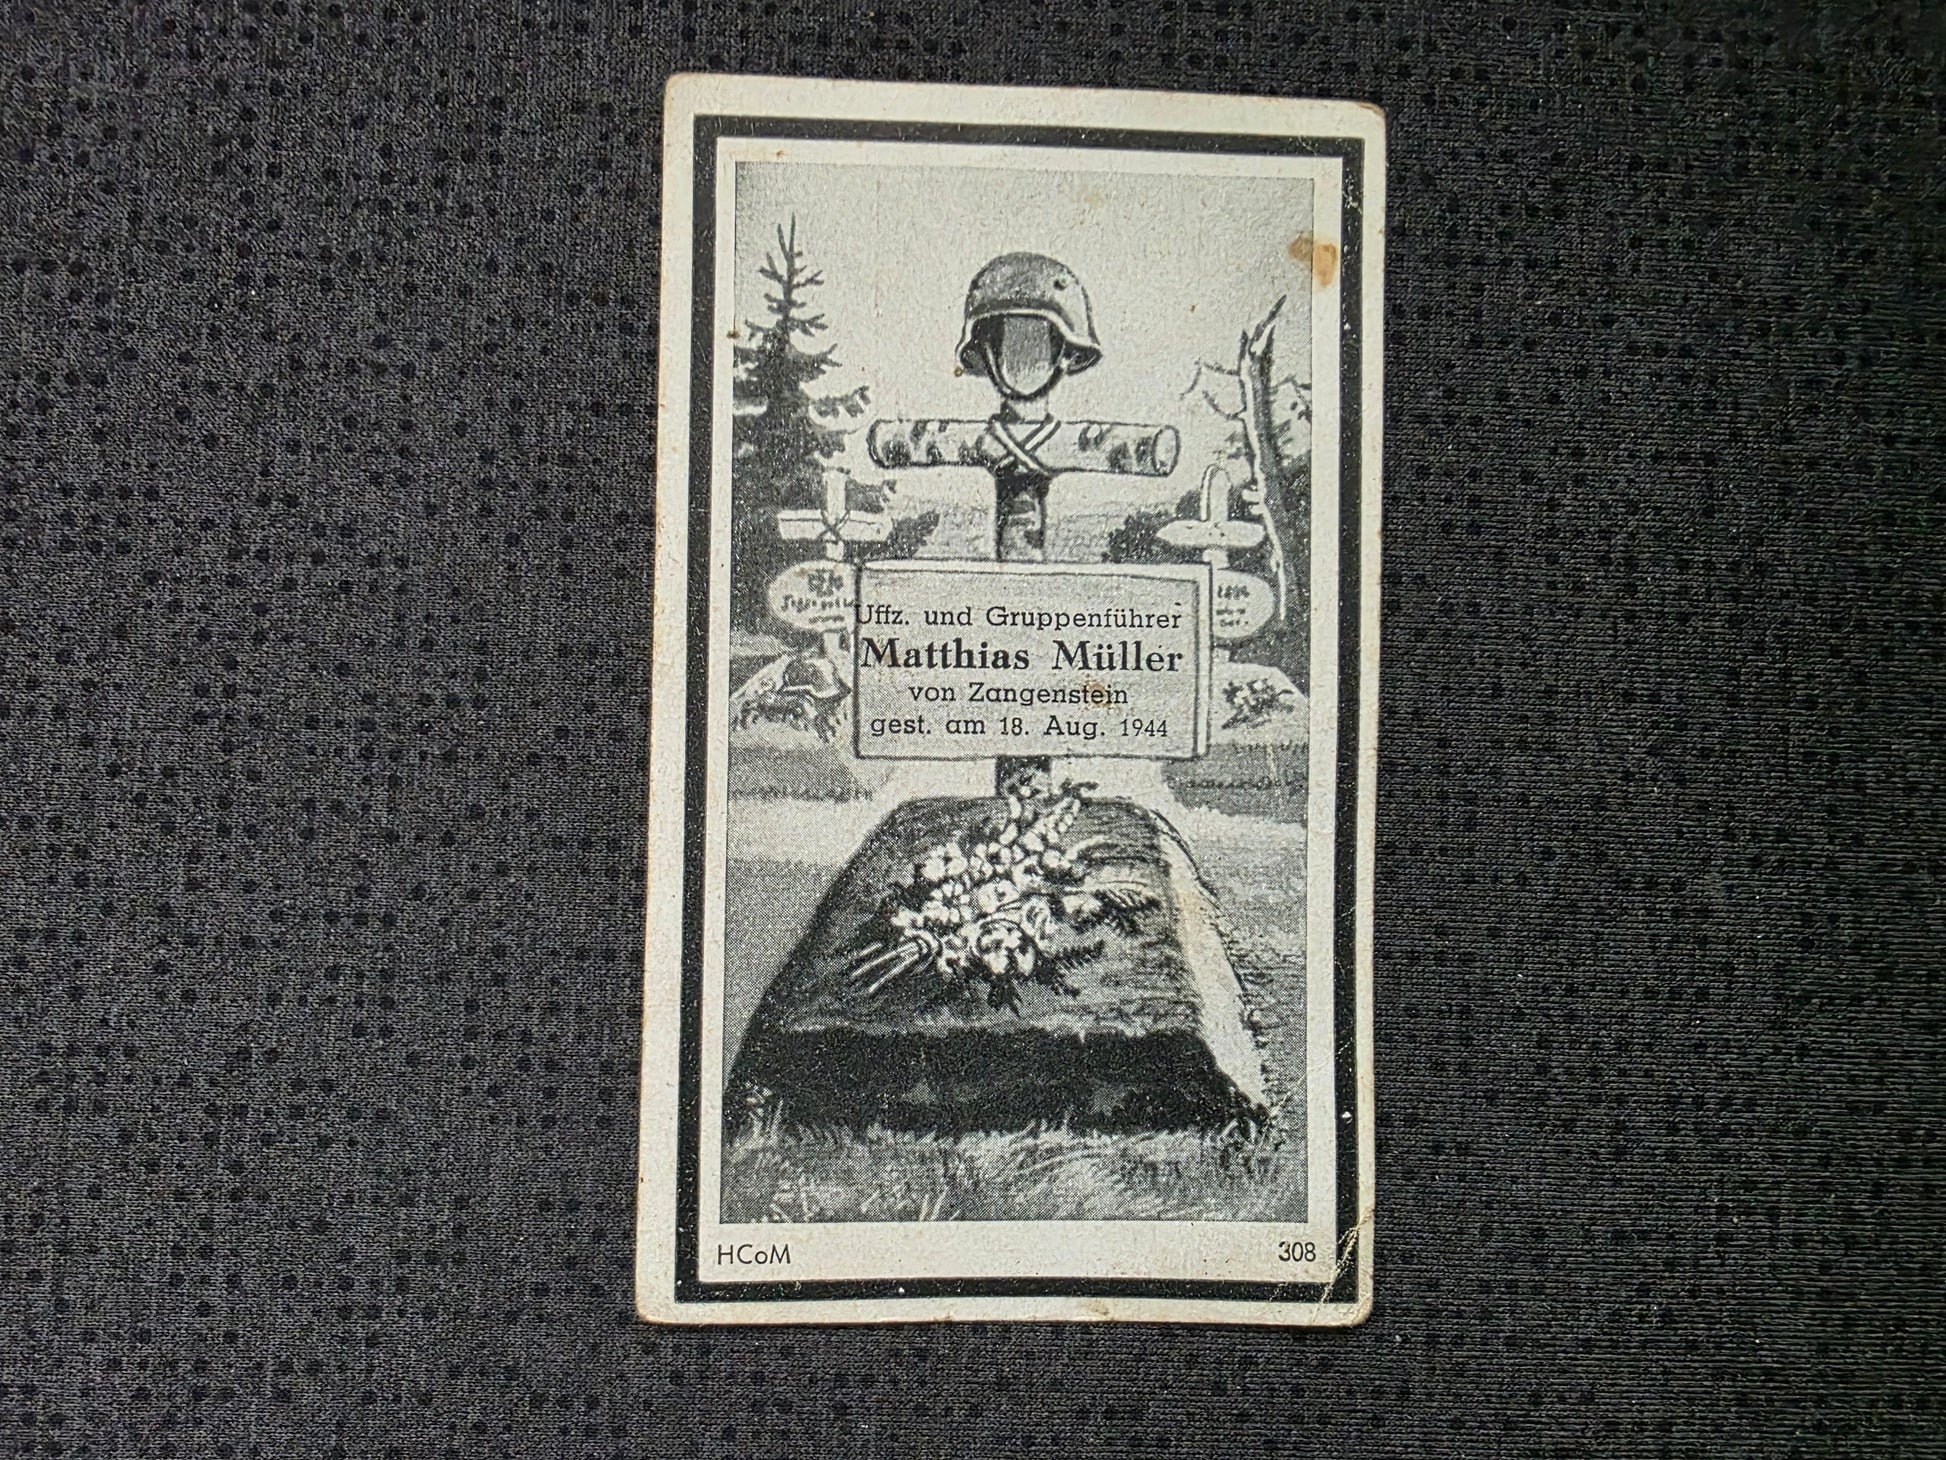 Uffz. und Gruppenführer
Matthias Müller
von Zangenstein
gest. am 18. Aug. 1944
HCoM
308